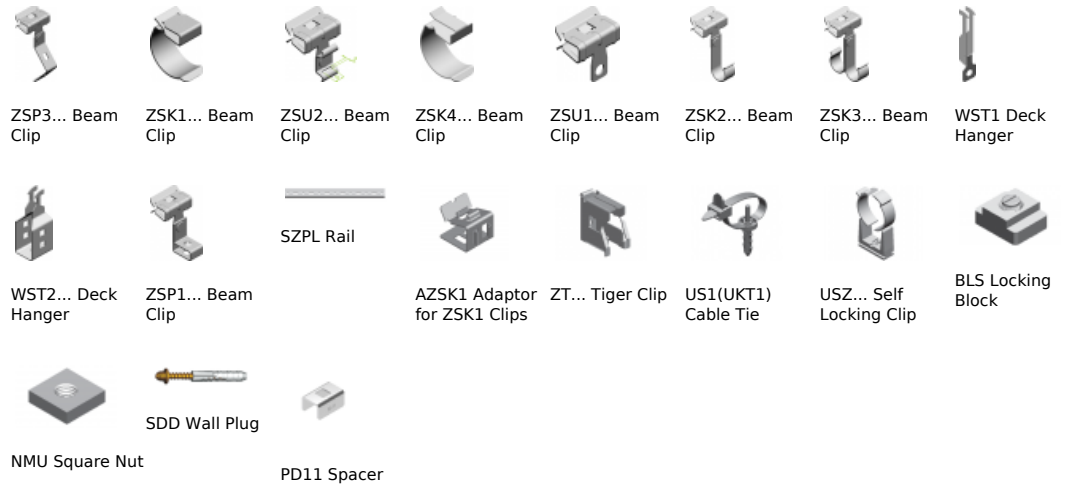 ZSP3... Beam
Clip
ZSK1... Beam
Clip
ZSU2... Beam
Clip
ZSK4... Beam
Clip
ZSU1... Beam
Clip
ZSK2... Beam
Clip
ZSK3... Beam
Clip
WST1 Deck
Hanger
WST2... Deck
Hanger
ZSP1... Beam
Clip
SZPL Rail
AZSK1 Adaptor
for ZSK1 Clips
ZT... Tiger Clip
US1(UKT1)
Cable Tie
USZ... Self
Locking Clip
BLS Locking
Block
NMU Square Nut
SDD Wall Plug
PD11 Spacer